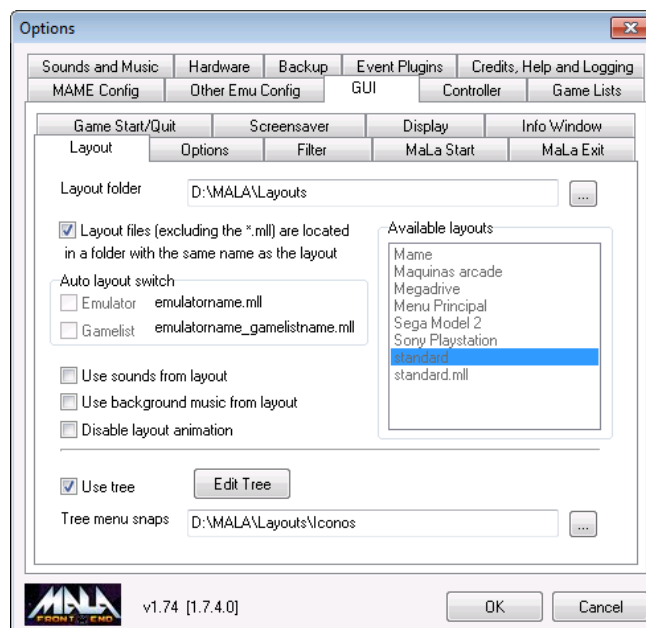 Options
Sounds and Music Hardware Backup Event Plugins Credits, Help and Logging
MAME Config Other Emu Config GUI Controller Game Lists
Game Start/Quit Screensaver Display Info Window
Layout Options Filter MaLa Start MaLa Exit
Layout folder D:\MALA\Layouts ...
Layout files (excluding the *.mll) are located
in a folder with the same name as the layout
Auto layout switch
Emulator emulatorname.mll
Gamelist emulatorname_gamelistname.mll
Available layouts
Mame
Maquinas arcade
Megadrive
Menu Principal
Sega Model 2
Sony Playstation
standard
standard.mll
Use sounds from layout
Use background music from layout
Disable layout animation
Use tree Edit Tree
Tree menu snaps D:\MALA\Layouts\Iconos ...
MALA
FRONT END
v1.74 [1.7.4.0]
OK Cancel